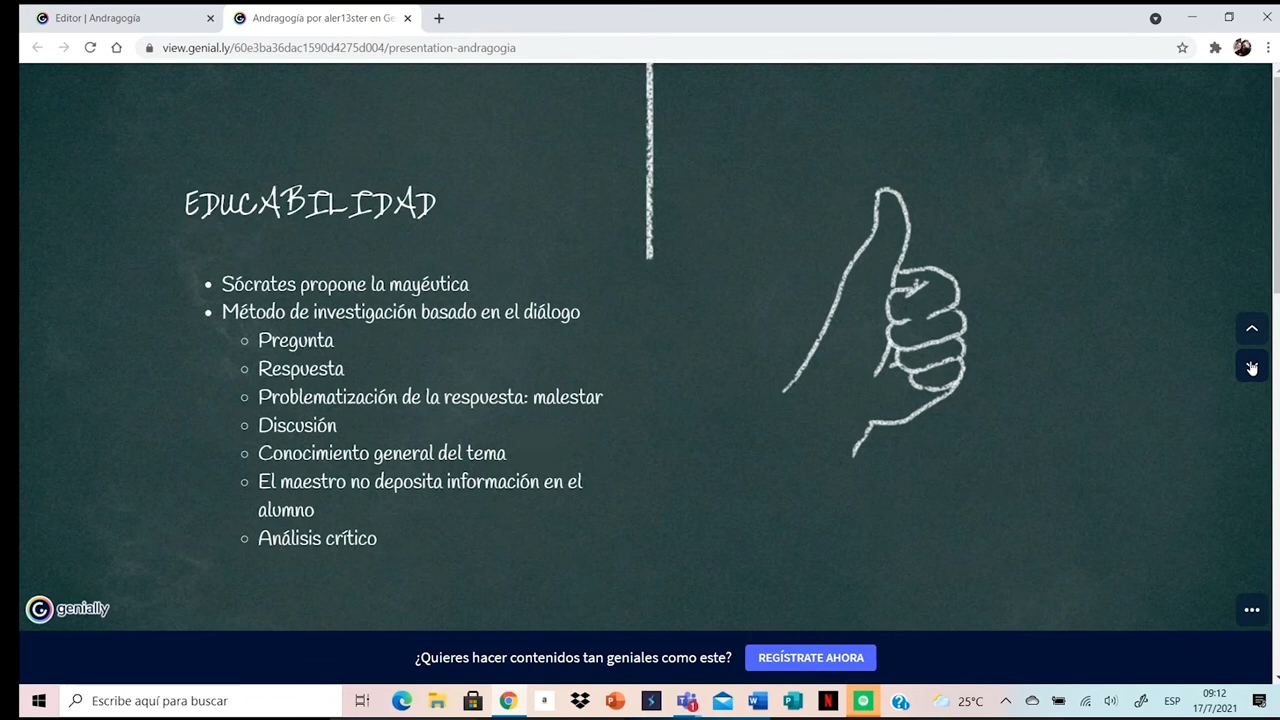 Editor | Andragogía
Andragogía por aler13ster en Ge
view.genial.ly/60e3ba36dac1590d4275d004/presentation-andragogia
EDUCABILIDAD
Sócrates propone la mayéutica
Método de investigación basado en el diálogo
Pregunta
Respuesta
Problematización de la respuesta: malestar
Discusión
Conocimiento general del tema
El maestro no deposita información en el
alumno
Análisis crítico
genially
¿Quieres hacer contenidos tan geniales como este?
REGÍSTRATE AHORA
Escribe aquí para buscar
25°C
ESP
09:12
17/7/2021